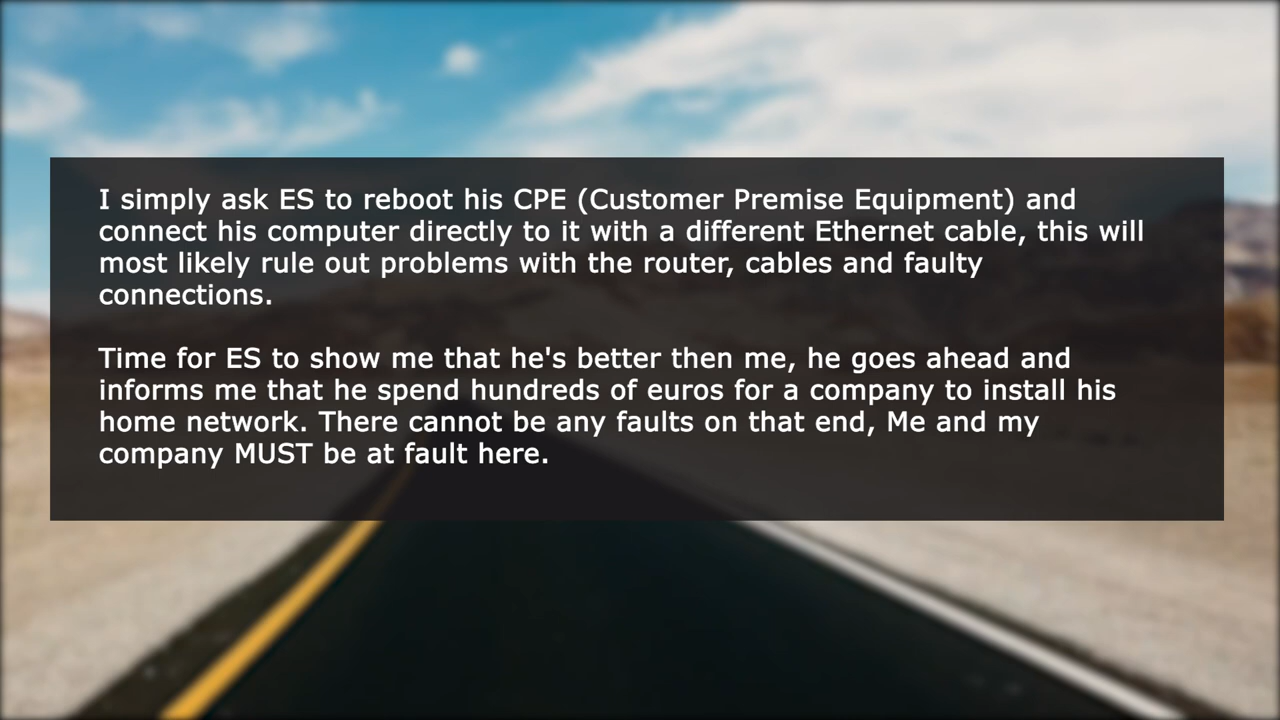 I simply ask ES to reboot his CPE (Customer Premise Equipment) and
connect his computer directly to it with a different Ethernet cable, this will
most likely rule out problems with the router, cables and faulty
connections.
Time for ES to show me that he's better then me, he goes ahead and
informs me that he spend hundreds of euros for a company to install his
home network. There cannot be any faults on that end, Me and my
company MUST be at fault here.